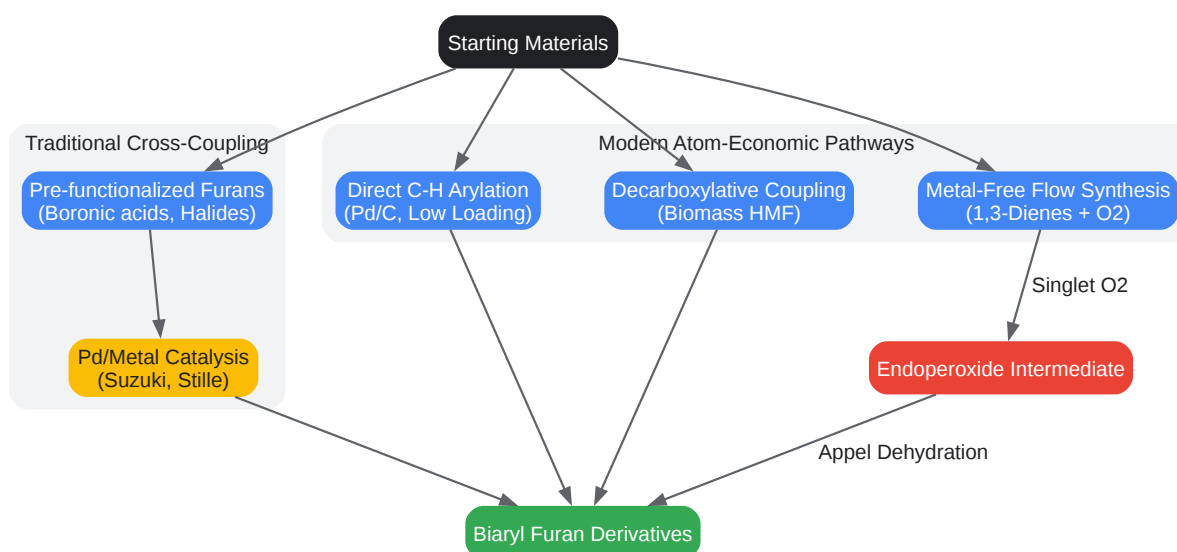 Starting Materials
Traditional Cross-Coupling
Modern Atom-Economic Pathways
Pre-functionalized Furans
(Boronic acids, Halides)
Direct C-H Arylation
(Pd/C, Low Loading)
Decarboxylative Coupling
(Biomass HMF)
Metal-Free Flow Synthesis
(1,3-Dienes + O2)
Singlet O2
Pd/Metal Catalysis
(Suzuki, Stille)
Endoperoxide Intermediate
Appel Dehydration
Biaryl Furan Derivatives